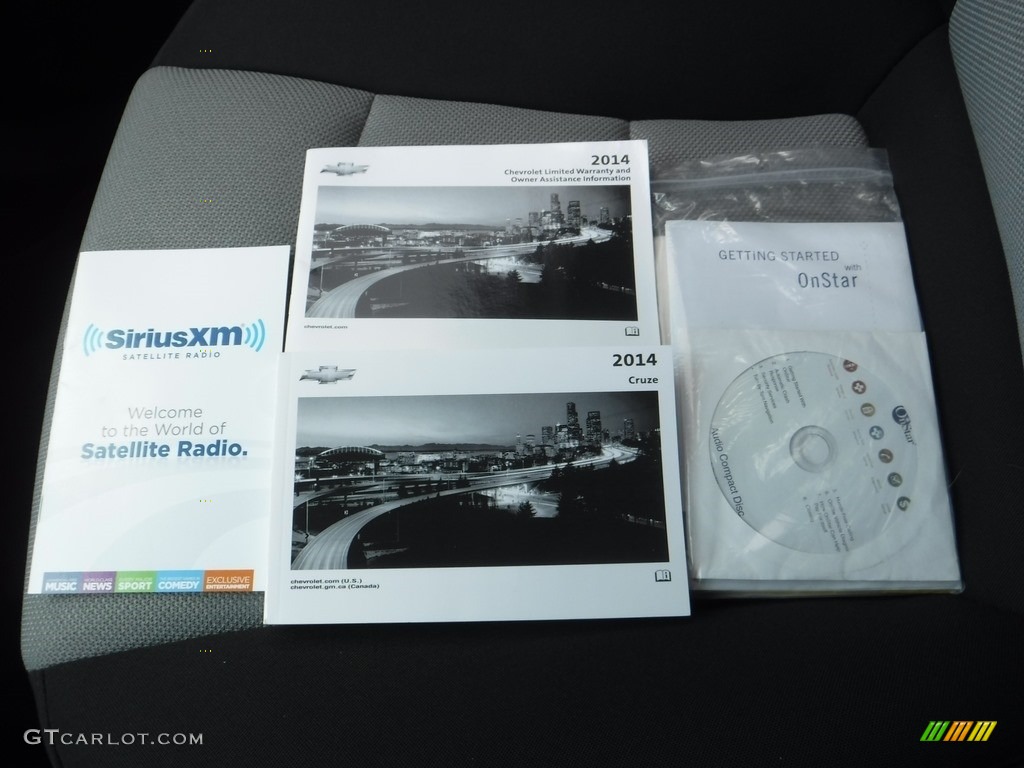 2014
Chevrolet Limited Warranty and
Owner Assistance Information
chevrolet.com
GETTING STARTED
with
OnStar
SiriusXM
SATELLITE RADIO
Welcome
to the World of
Satellite Radio.
MUSIC
NEWS
SPORT
COMEDY
EXCLUSIVE
ENTERTAINMENT
2014
Cruze
chevrolet.com (U.S.)
chevrolet.gm.ca (Canada)
OnStar
Audio Compact Disc
GTCARLOT.COM